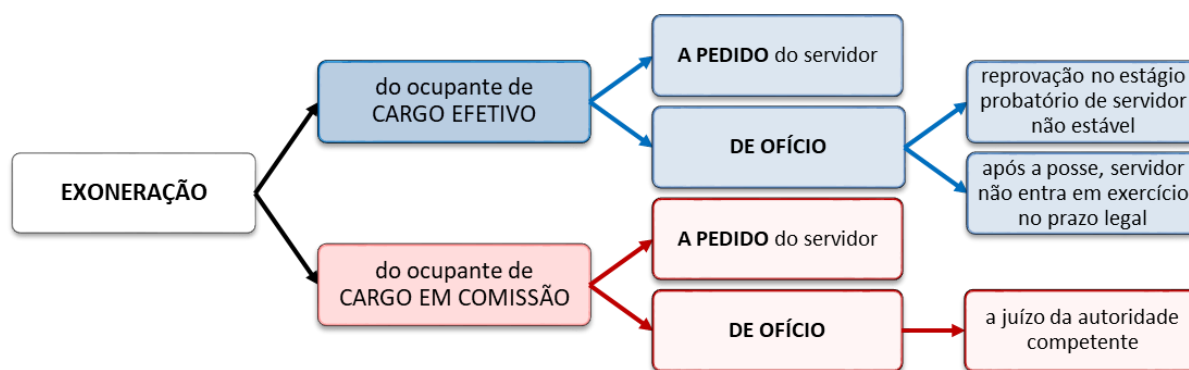 EXONERAÇÃO
do ocupante de
CARGO EFETIVO
A PEDIDO do servidor
DE OFÍCIO
reprovação no estágio
probatório de servidor
não estável
após a posse, servidor
não entra em exercício
no prazo legal
do ocupante de
CARGO EM COMISSÃO
A PEDIDO do servidor
DE OFÍCIO
a juízo da autoridade
competente